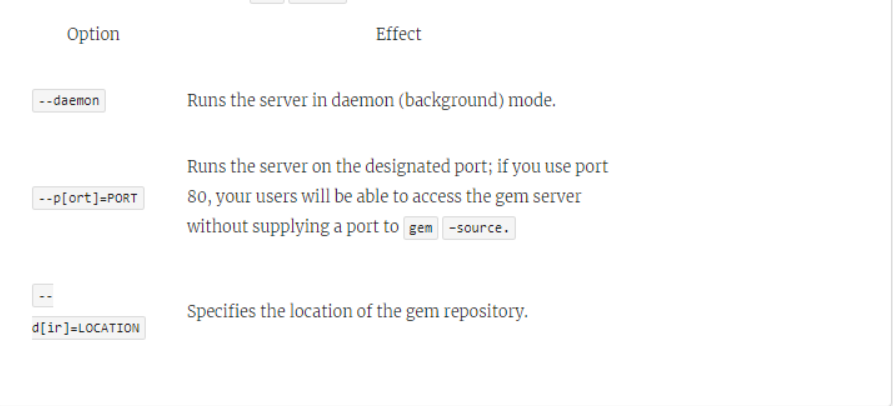 Option Effect
--daemon Runs the server in daemon (background) mode.
Runs the server on the designated port; if you use port
--p[ort]=PORT 80, your users will be able to access the gem server
without supplying a port to gem -source.
--
d[ir]=LOCATION Specifies the location of the gem repository.